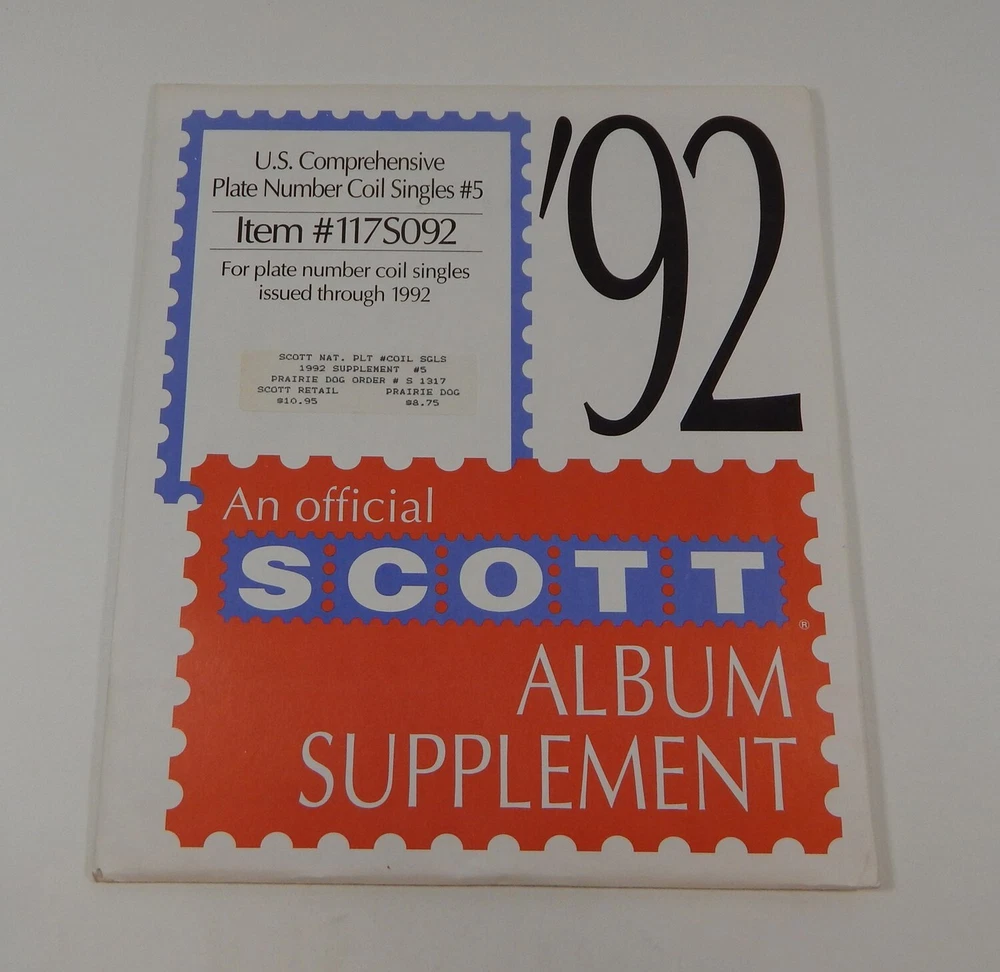 U.S. Comprehensive
Plate Number Coil Singles #5
Item #117S092
For plate number coil singles
issued through 1992
SCOTT NAT. PLT #COIL SGLS
1992 SUPPLEMENT #5
PRAIRIE DOG ORDER # S 1317
SCOTT RETAIL PRAIRIE DOG
$10.95 $8.75
'92
An official
SCOTT
®
ALBUM
SUPPLEMENT